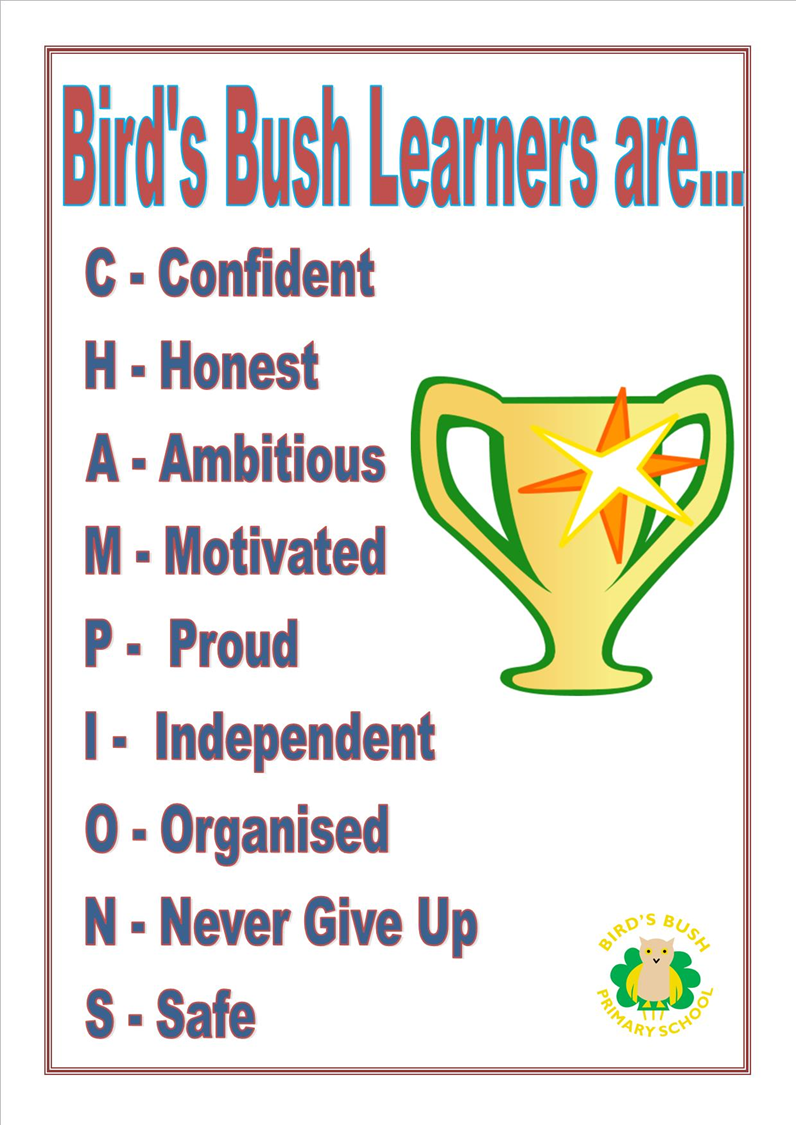 Bird's Bush Learners are...
C - Confident
H - Honest
A - Ambitious
M - Motivated
P - Proud
I - Independent
O - Organised
N - Never Give Up
S - Safe
BIRD'S BUSH
PRIMARY SCHOOL